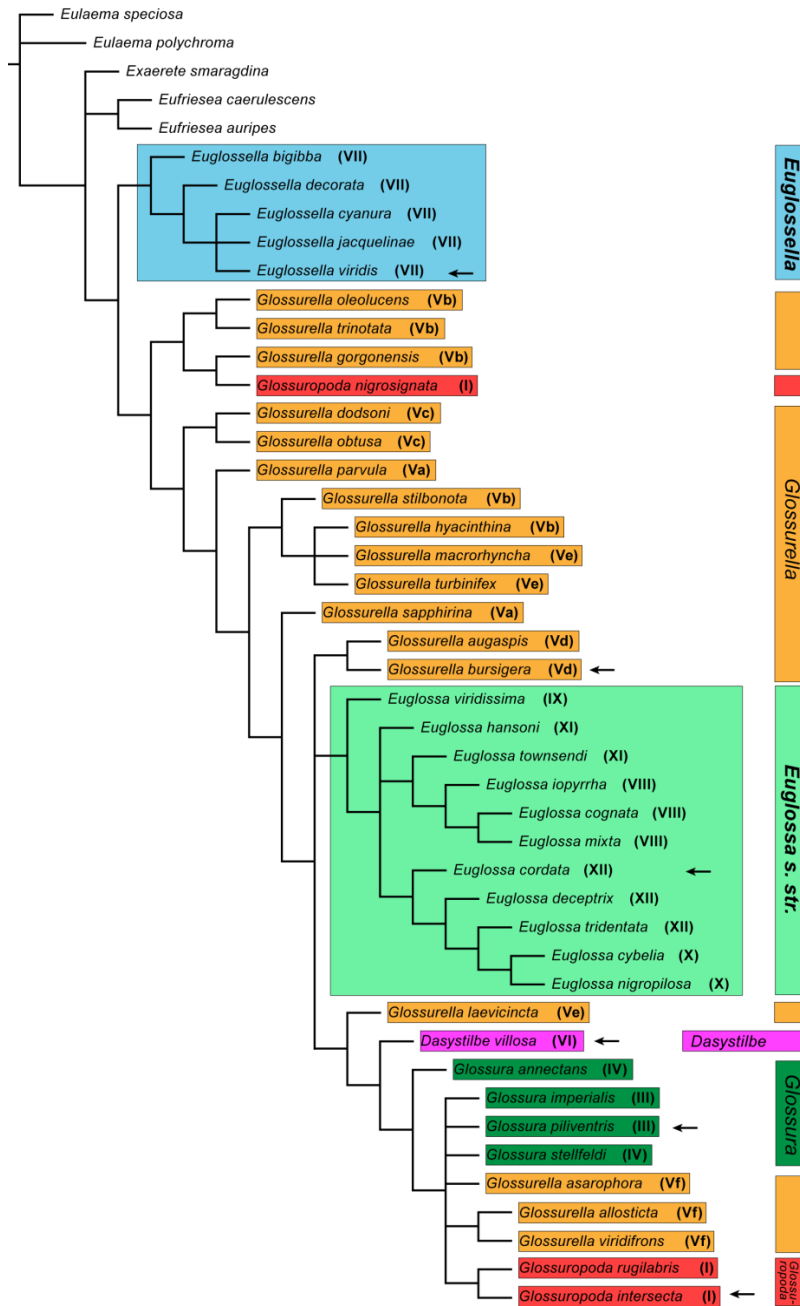 Eulaema speciosa
Eulaema polychroma
Exaerete smaragdina
Eufriesea caerulescens
Eufriesea auripes
Euglossella bigibba (VII)
Euglossella decorata (VII)
Euglossella cyanura (VII)
Euglossella jacquelinae (VII)
Euglossella viridis (VII)
Euglossella
Glossurella oleolucens (Vb)
Glossurella trinotata (Vb)
Glossurella gorgonensis (Vb)
Glossuropoda nigrosignata (I)
Glossurella dodsoni (Vc)
Glossurella obtusa (Vc)
Glossurella parvula (Va)
Glossurella stilbonota (Vb)
Glossurella hyacinthina (Vb)
Glossurella macrorhyncha (Ve)
Glossurella turbinifex (Ve)
Glossurella sapphirina (Va)
Glossurella augaspis (Vd)
Glossurella bursigera (Vd)
Glossurella
Euglossa viridissima (IX)
Euglossa hansoni (XI)
Euglossa townsendi (XI)
Euglossa iopyrrha (VIII)
Euglossa cognata (VIII)
Euglossa mixta (VIII)
Euglossa cordata (XII)
Euglossa deceptrix (XII)
Euglossa tridentata (XII)
Euglossa cybelia (X)
Euglossa nigropilosa (X)
Euglossa s. str.
Glossurella laevicincta (Ve)
Dasystilbe villosa (VI)
Dasystilbe
Glossura annectans (IV)
Glossura imperialis (III)
Glossura piliventris (III)
Glossura stellfeldi (IV)
Glossura
Glossurella asarophora (Vf)
Glossurella allosticta (Vf)
Glossurella viridifrons (Vf)
Glossuropoda rugilabris (I)
Glossuropoda intersecta (I)
Glossu-
ropoda